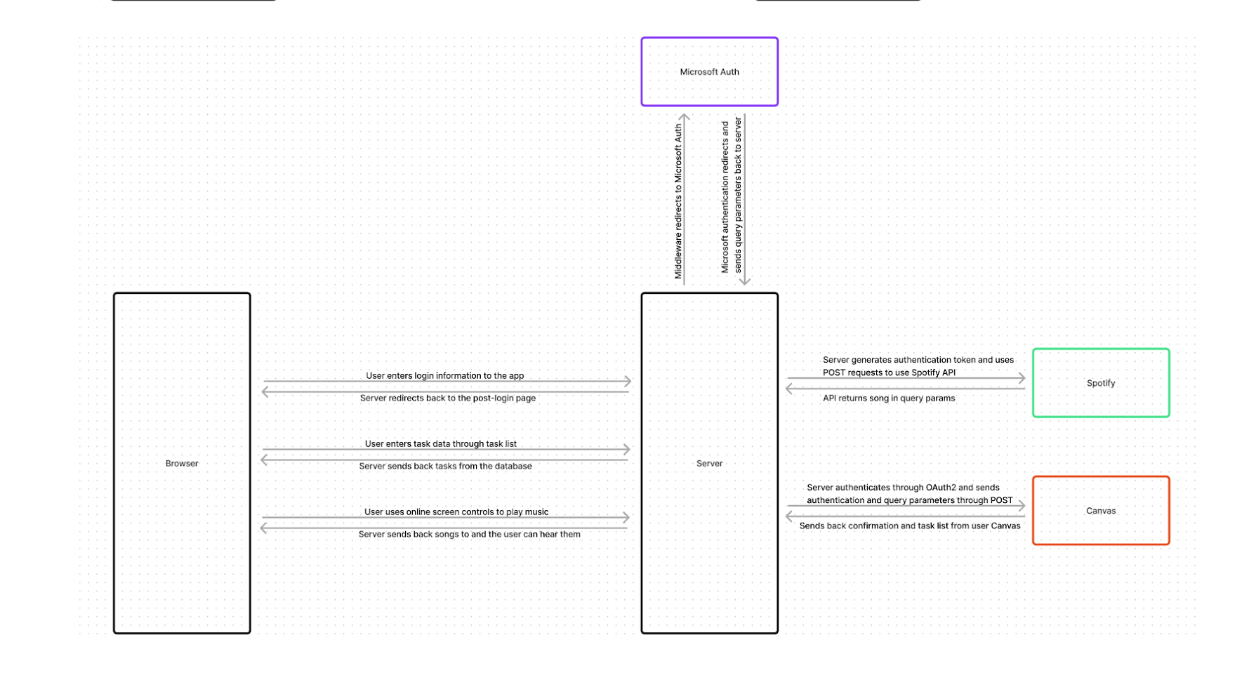 Microsoft Auth
Middleware redirects to Microsoft Auth
Microsoft authentication redirects and
sends query parameters back to server
User enters login information to the app
Server redirects back to the post-login page
User enters task data through task list
Server sends back tasks from the database
User uses online screen controls to play music
Server sends back songs to and the user can hear them
Browser
Server
Server generates authentication token and uses
POST requests to use Spotify API
API returns song in query params
Spotify
Server authenticates through OAuth2 and sends
authentication and query parameters through POST
Sends back confirmation and task list from user Canvas
Canvas